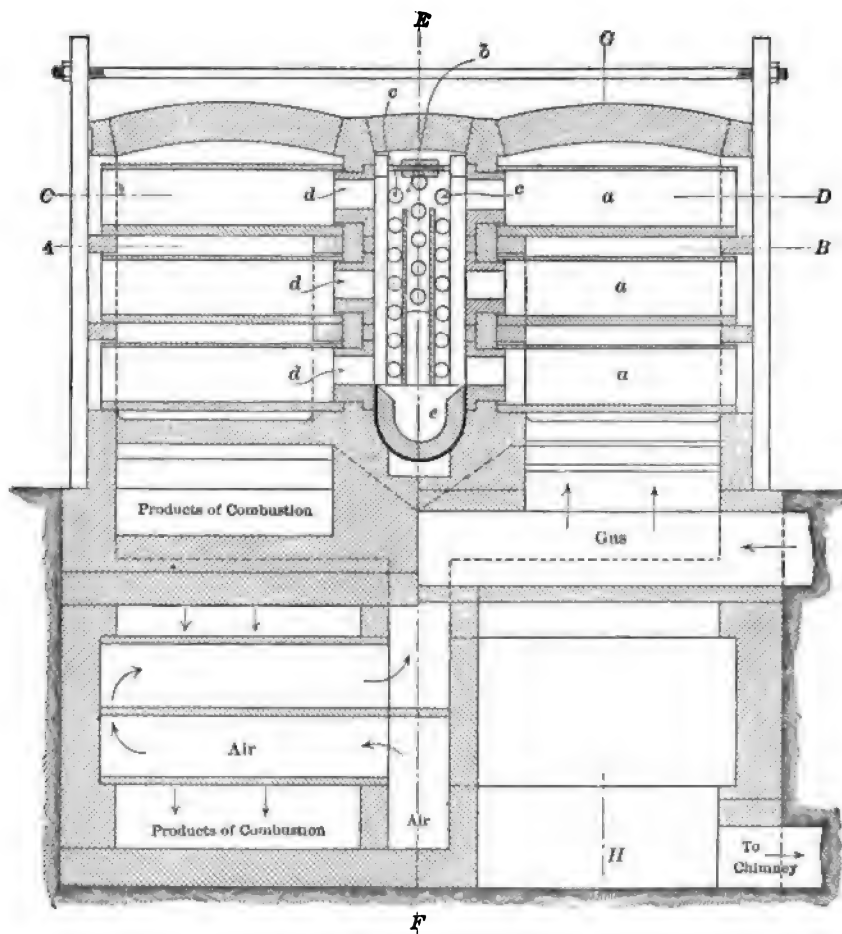 E
G
b
c
C
d
c
a
D
A
B
d
a
d
a
e
Products of Combustion
Gas
Air
Products of Combustion
Air
H
To
Chimney
F